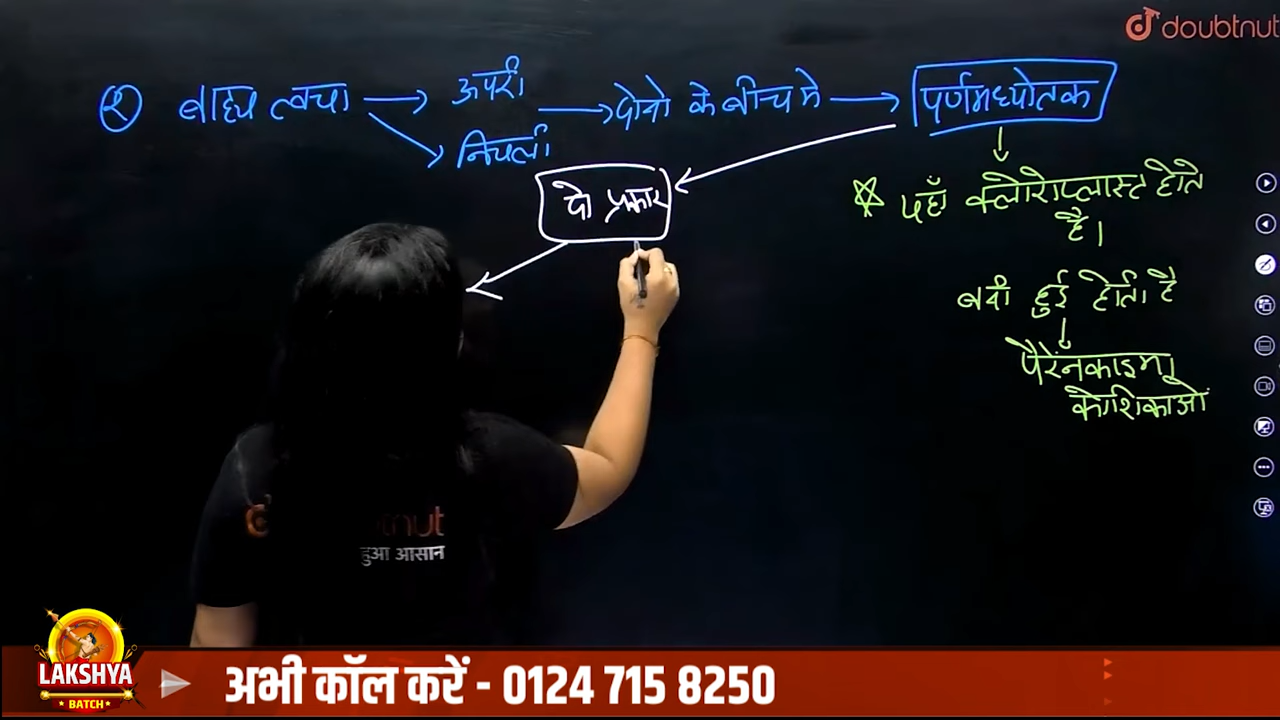 doubtnut
② बाह्य त्वचा → ऊपरी → दोनो के बीच मे → पर्णमध्योतक
निचली
दो प्रकार
☆ यहाँ क्लोरोप्लास्ट होते
है।
बनी हुई होती है
पैरेनकाइमा
कोशिकाओं
tnut
हुआ आसान
LAKSHYA
BATCH
अभी कॉल करें - 0124 715 8250